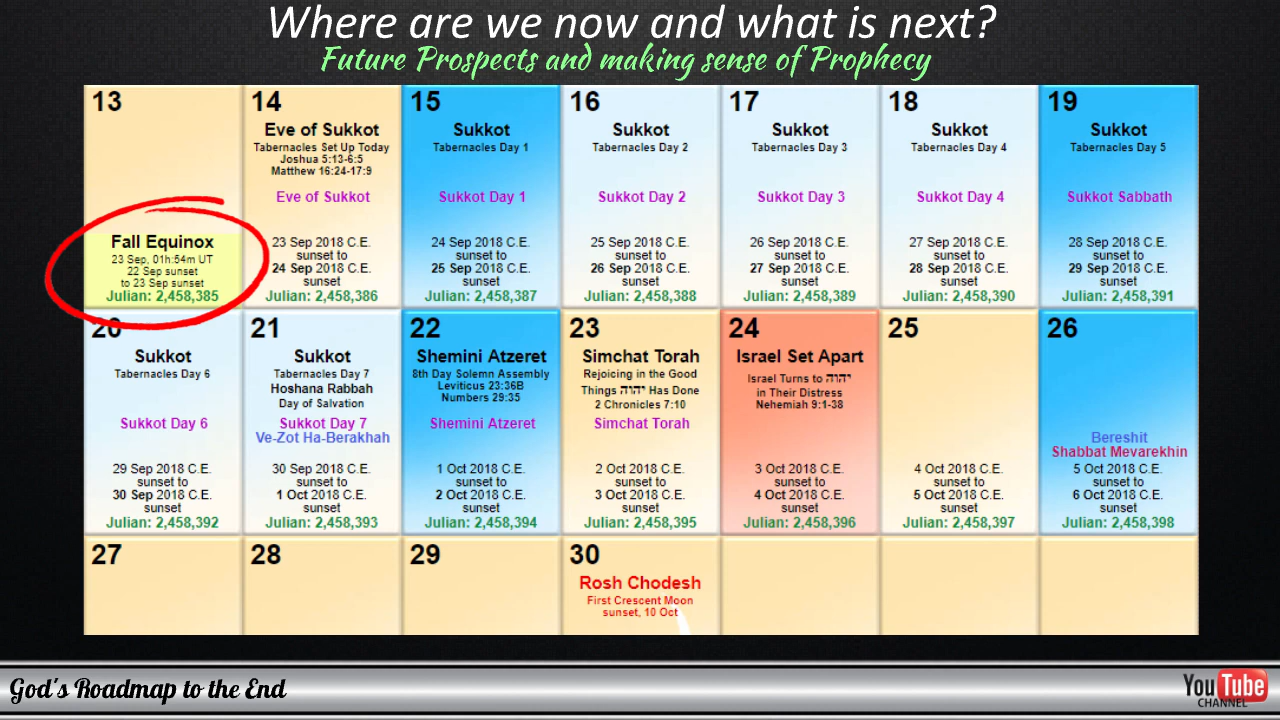 Where are we now and what is next?
Future Prospects and making sense of Prophecy
13
Fall Equinox
23 Sep, 01h:54m UT
22 Sep sunset
to 23 Sep sunset
Julian: 2,458,385
14
Eve of Sukkot
Tabernacles Set Up Today
Joshua 5:13-6:5
Matthew 16:24-17:9
Eve of Sukkot
23 Sep 2018 C.E.
sunset to
24 Sep 2018 C.E.
sunset
Julian: 2,458,386
15
Sukkot
Tabernacles Day 1
Sukkot Day 1
24 Sep 2018 C.E.
sunset to
25 Sep 2018 C.E.
sunset
Julian: 2,458,387
16
Sukkot
Tabernacles Day 2
Sukkot Day 2
25 Sep 2018 C.E.
sunset to
26 Sep 2018 C.E.
sunset
Julian: 2,458,388
17
Sukkot
Tabernacles Day 3
Sukkot Day 3
26 Sep 2018 C.E.
sunset to
27 Sep 2018 C.E.
sunset
Julian: 2,458,389
18
Sukkot
Tabernacles Day 4
Sukkot Day 4
27 Sep 2018 C.E.
sunset to
28 Sep 2018 C.E.
sunset
Julian: 2,458,390
19
Sukkot
Tabernacles Day 5
Sukkot Sabbath
28 Sep 2018 C.E.
sunset to
29 Sep 2018 C.E.
sunset
Julian: 2,458,391
20
Sukkot
Tabernacles Day 6
Sukkot Day 6
29 Sep 2018 C.E.
sunset to
30 Sep 2018 C.E.
sunset
Julian: 2,458,392
21
Sukkot
Tabernacles Day 7
Hoshana Rabbah
Day of Salvation
Sukkot Day 7
Ve-Zot Ha-Berakhah
30 Sep 2018 C.E.
sunset to
1 Oct 2018 C.E.
sunset
Julian: 2,458,393
22
Shemini Atzeret
8th Day Solemn Assembly
Leviticus 23:36B
Numbers 29:35
Shemini Atzeret
1 Oct 2018 C.E.
sunset to
2 Oct 2018 C.E.
sunset
Julian: 2,458,394
23
Simchat Torah
Rejoicing in the Good
Things יהוה Has Done
2 Chronicles 7:10
Simchat Torah
2 Oct 2018 C.E.
sunset to
3 Oct 2018 C.E.
sunset
Julian: 2,458,395
24
Israel Set Apart
Israel Turns to יהוה
in Their Distress
Nehemiah 9:1-38
3 Oct 2018 C.E.
sunset to
4 Oct 2018 C.E.
sunset
Julian: 2,458,396
25
4 Oct 2018 C.E.
sunset to
5 Oct 2018 C.E.
sunset
Julian: 2,458,397
26
Bereshit
Shabbat Mevarekhin
5 Oct 2018 C.E.
sunset to
6 Oct 2018 C.E.
sunset
Julian: 2,458,398
27
28
29
30
Rosh Chodesh
First Crescent Moon
sunset, 10 Oct
God's Roadmap to the End
YouTube
CHANNEL